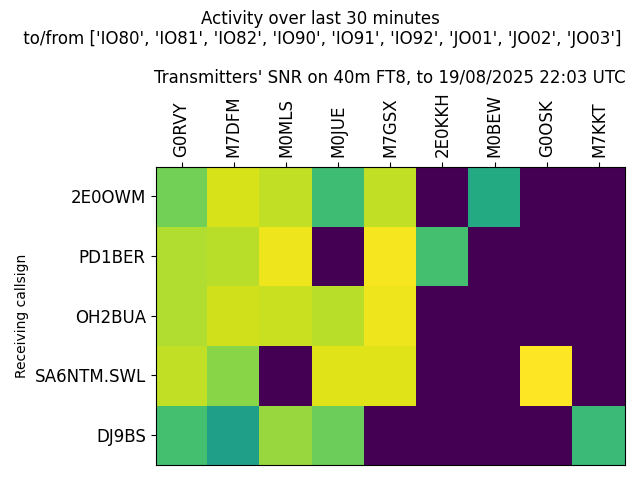 Activity over last 30 minutes
to/from ['IO80', 'IO81', 'IO82', 'IO90', 'IO91', 'IO92', 'JO01', 'JO02', 'JO03']
Transmitters' SNR on 40m FT8, to 19/08/2025 22:03 UTC
G0RVY
M7DFM
M0MLS
M0JUE
M7GSX
2E0KKH
M0BEW
G0OSK
M7KKT
Receiving callsign
2E0OWM
PD1BER
OH2BUA
SA6NTM.SWL
DJ9BS